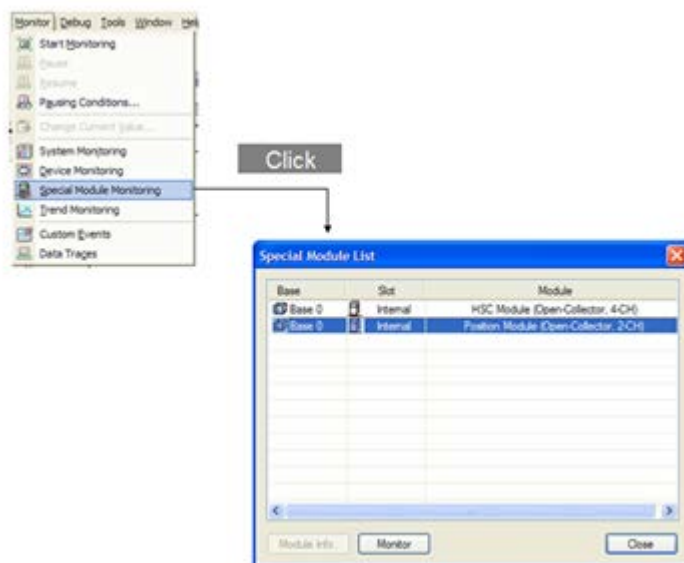 Monitor Debug Tools Window Help
Start Monitoring
Pause
Resume
Pausing Conditions...
Change Current Value...
System Monitoring
Device Monitoring
Special Module Monitoring
Trend Monitoring
Custom Events
Data Traces
Click
Special Module List
Base Slot Module
Base 0 Internal HSC Module (Open-Collector, 4-CH)
Base 0 Internal Position Module (Open-Collector, 2-CH)
Module Info. Monitor Close